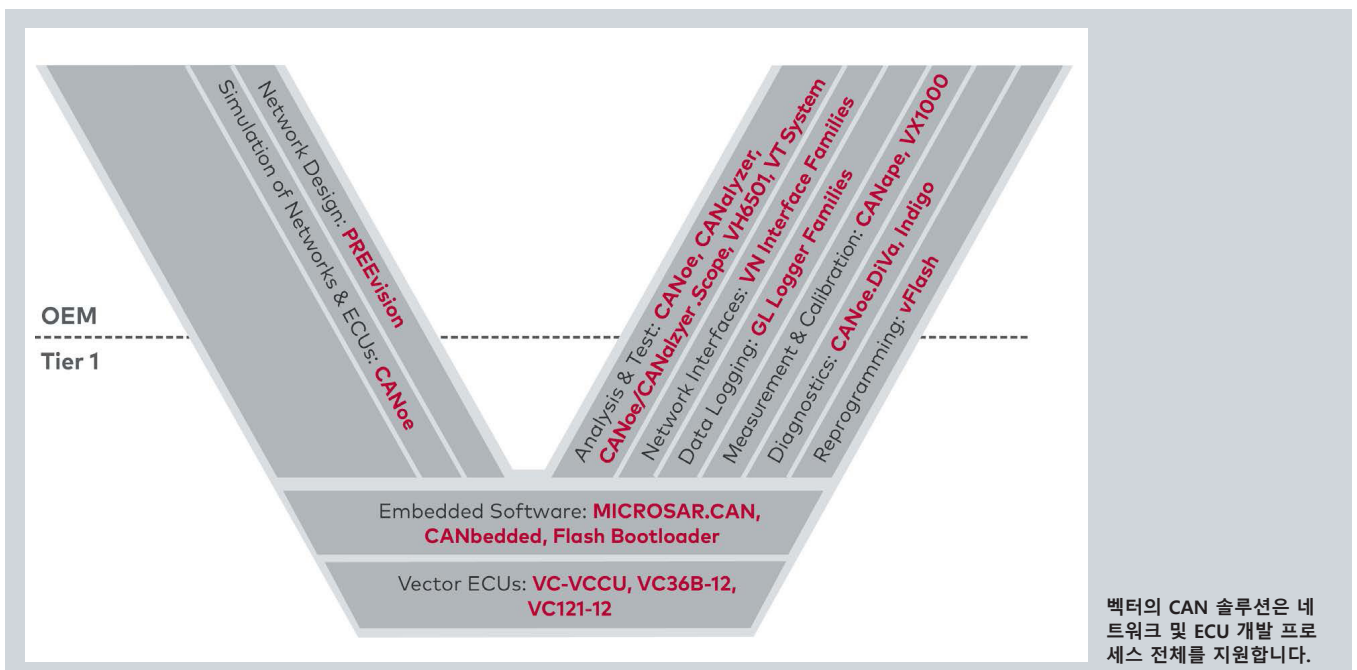 Network Design: PREEvision
Simulation of Networks & ECUs: CANoe
OEM
Tier 1
Analysis & Test: CANoe, CANalyzer,
CANoe/CANalzyer .Scope, VH6501, VT System
Network Interfaces: VN Interface Families
Data Logging: GL Logger Families
Measurement & Calibration: CANape, VX1000
Diagnostics: CANoe.DiVa, Indigo
Reprogramming: vFlash
Embedded Software: MICROSAR.CAN,
CANbedded, Flash Bootloader
Vector ECUs: VC-VCCU, VC36B-12,
VC121-12
벡터의 CAN 솔루션은 네
트워크 및 ECU 개발 프로
세스 전체를 지원합니다.